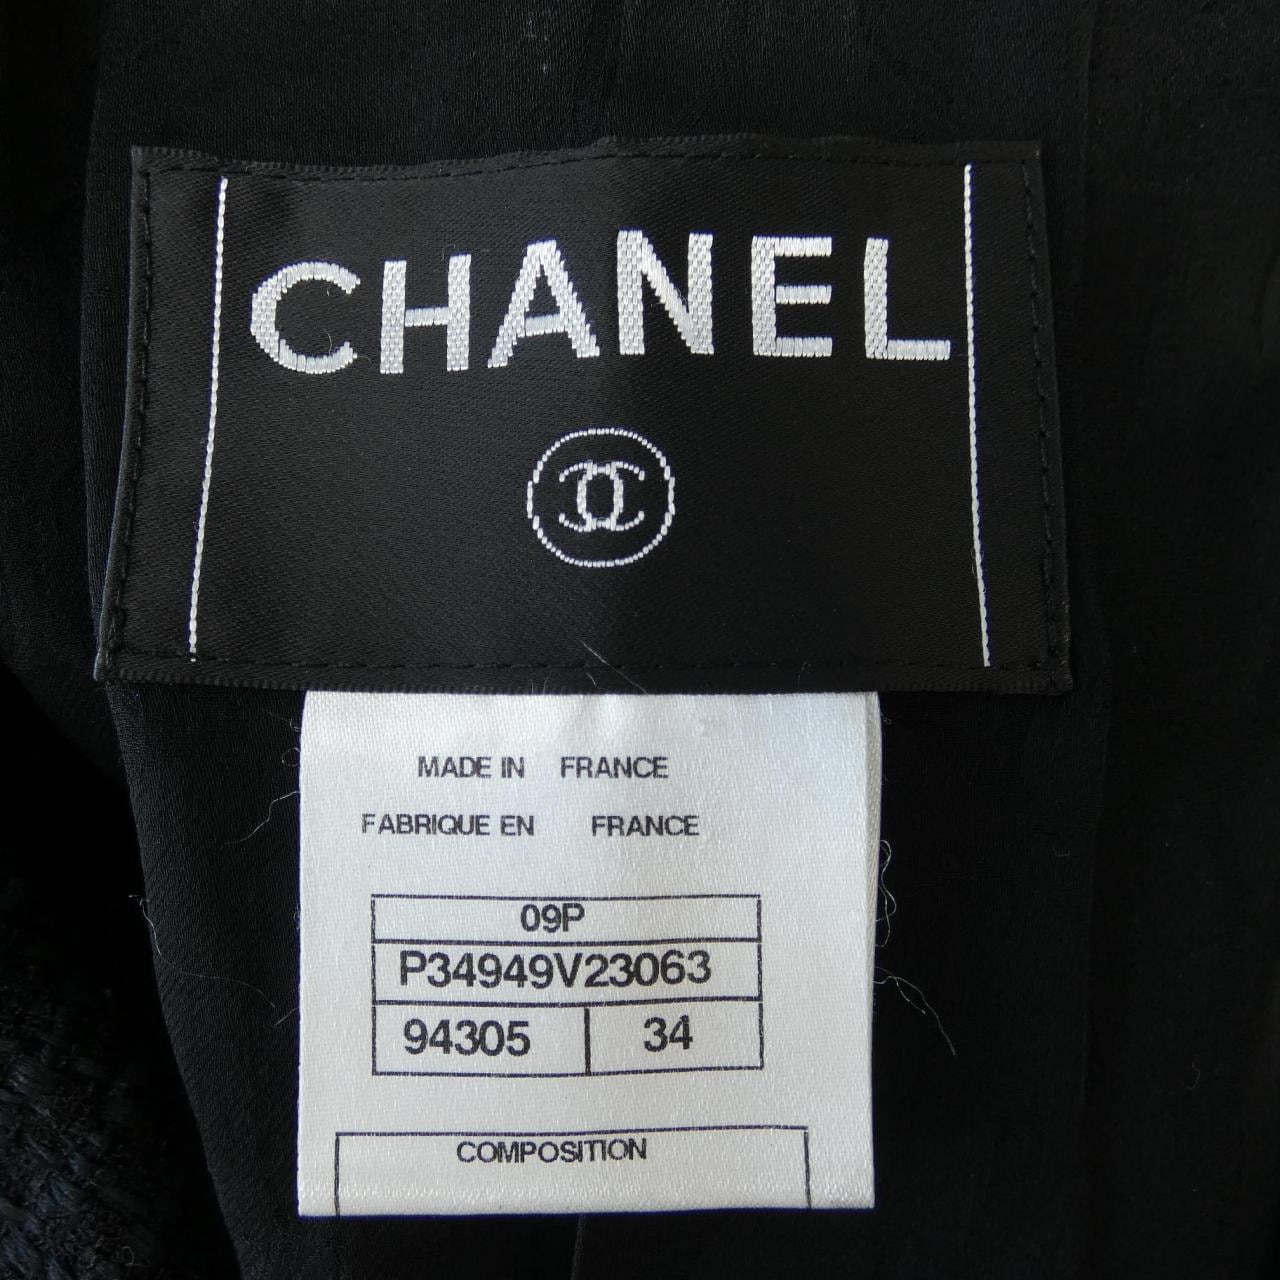 CHANEL
MADE IN FRANCE
FABRIQUE EN FRANCE
09P
P34949V23063
94305 34
COMPOSITION